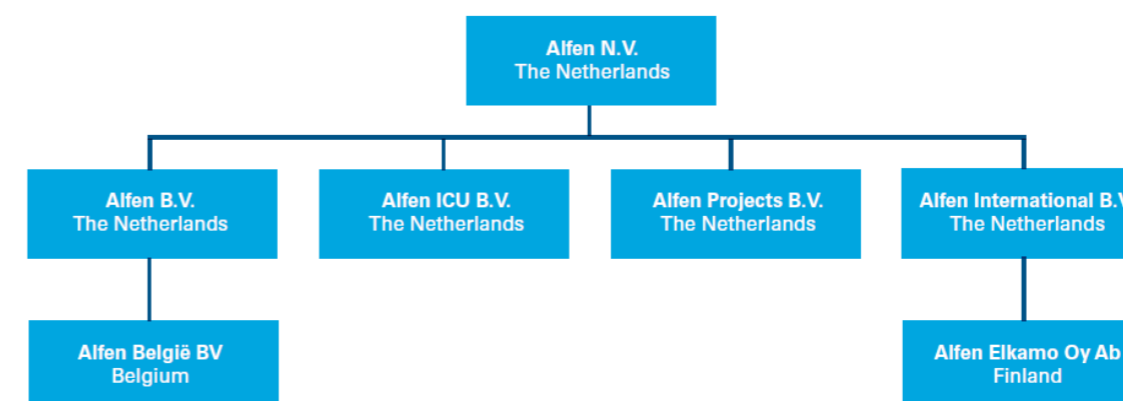 Alfen N.V.
The Netherlands
Alfen B.V.
The Netherlands
Alfen ICU B.V.
The Netherlands
Alfen Projects B.V.
The Netherlands
Alfen International B.V
The Netherlands
Alfen België BV
Belgium
Alfen Elkamo Oy Ab
Finland